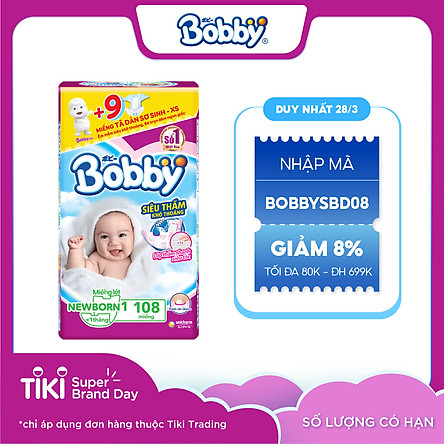 Bobby®
+9
MIẾNG TÃ DÁN SƠ SINH - XS
Số 1
Bobby
SIÊU THẤM
KHÔ THOÁNG
Miếng lót
NEWBORN 1
<1tháng
108
miếng
unicharm
DUY NHẤT 28/3
NHẬP MÃ
BOBBYSBD08
GIẢM 8%
TỐI ĐA 80K – ĐH 699K
TIKI Super
Brand Day
*chỉ áp dụng đơn hàng thuộc Tiki Trading
SỐ LƯỢNG CÓ HẠN